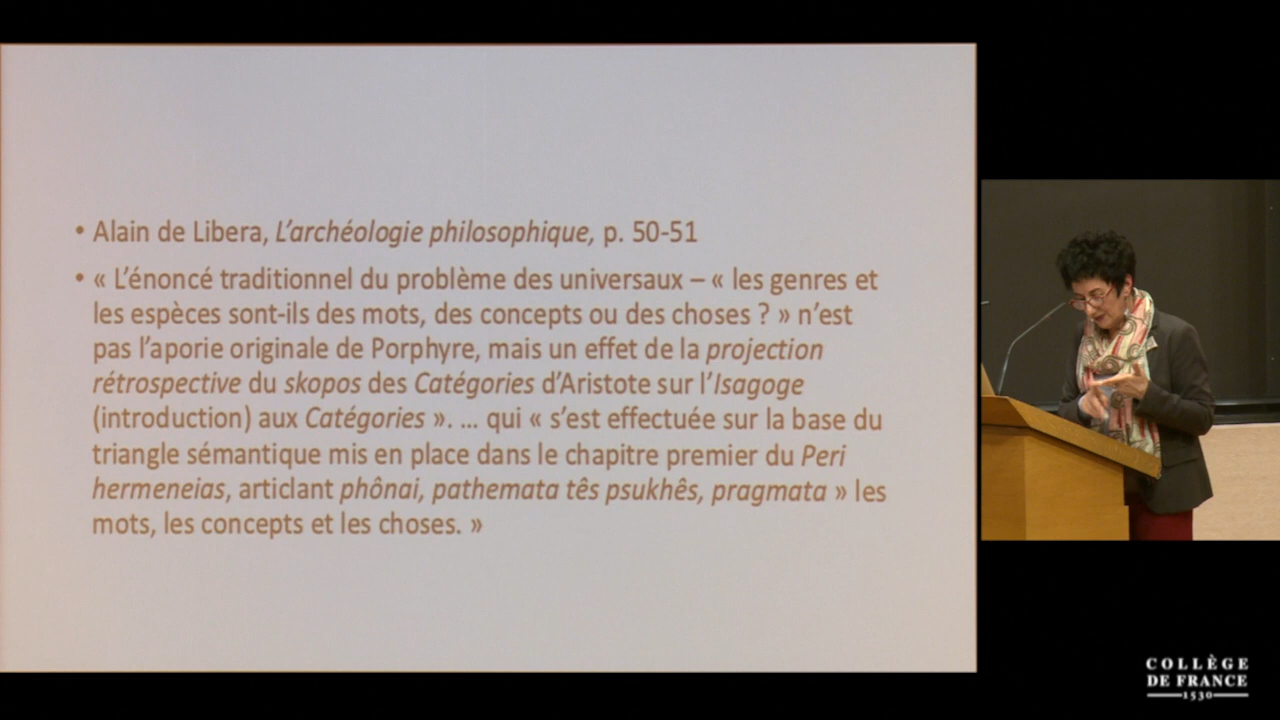 • Alain de Libera, L’archéologie philosophique, p. 50-51
• « L’énoncé traditionnel du problème des universaux – « les genres et
les espèces sont-ils des mots, des concepts ou des choses ? » n’est
pas l’aporie originale de Porphyre, mais un effet de la projection
rétrospective du skopos des Catégories d’Aristote sur l’Isagoge
(introduction) aux Catégories ». … qui « s’est effectuée sur la base du
triangle sémantique mis en place dans le chapitre premier du Peri
hermeneias, articlant phônai, pathemata tês psukhês, pragmata » les
mots, les concepts et les choses. »
COLLÈGE
DE FRANCE
1530